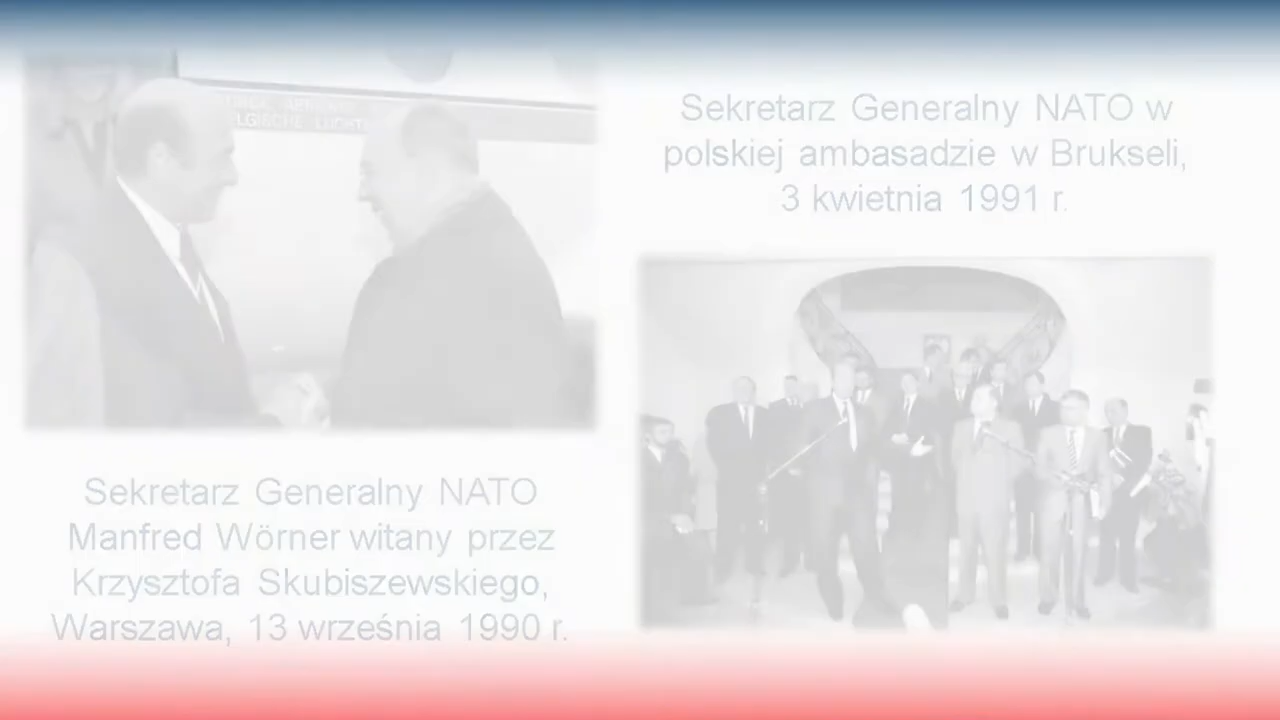 Sekretarz Generalny NATO w
polskiej ambasadzie w Brukseli,
3 kwietnia 1991 r.
Sekretarz Generalny NATO
Manfred Wörner witany przez
Krzysztofa Skubiszewskiego,
Warszawa, 13 września 1990 r.